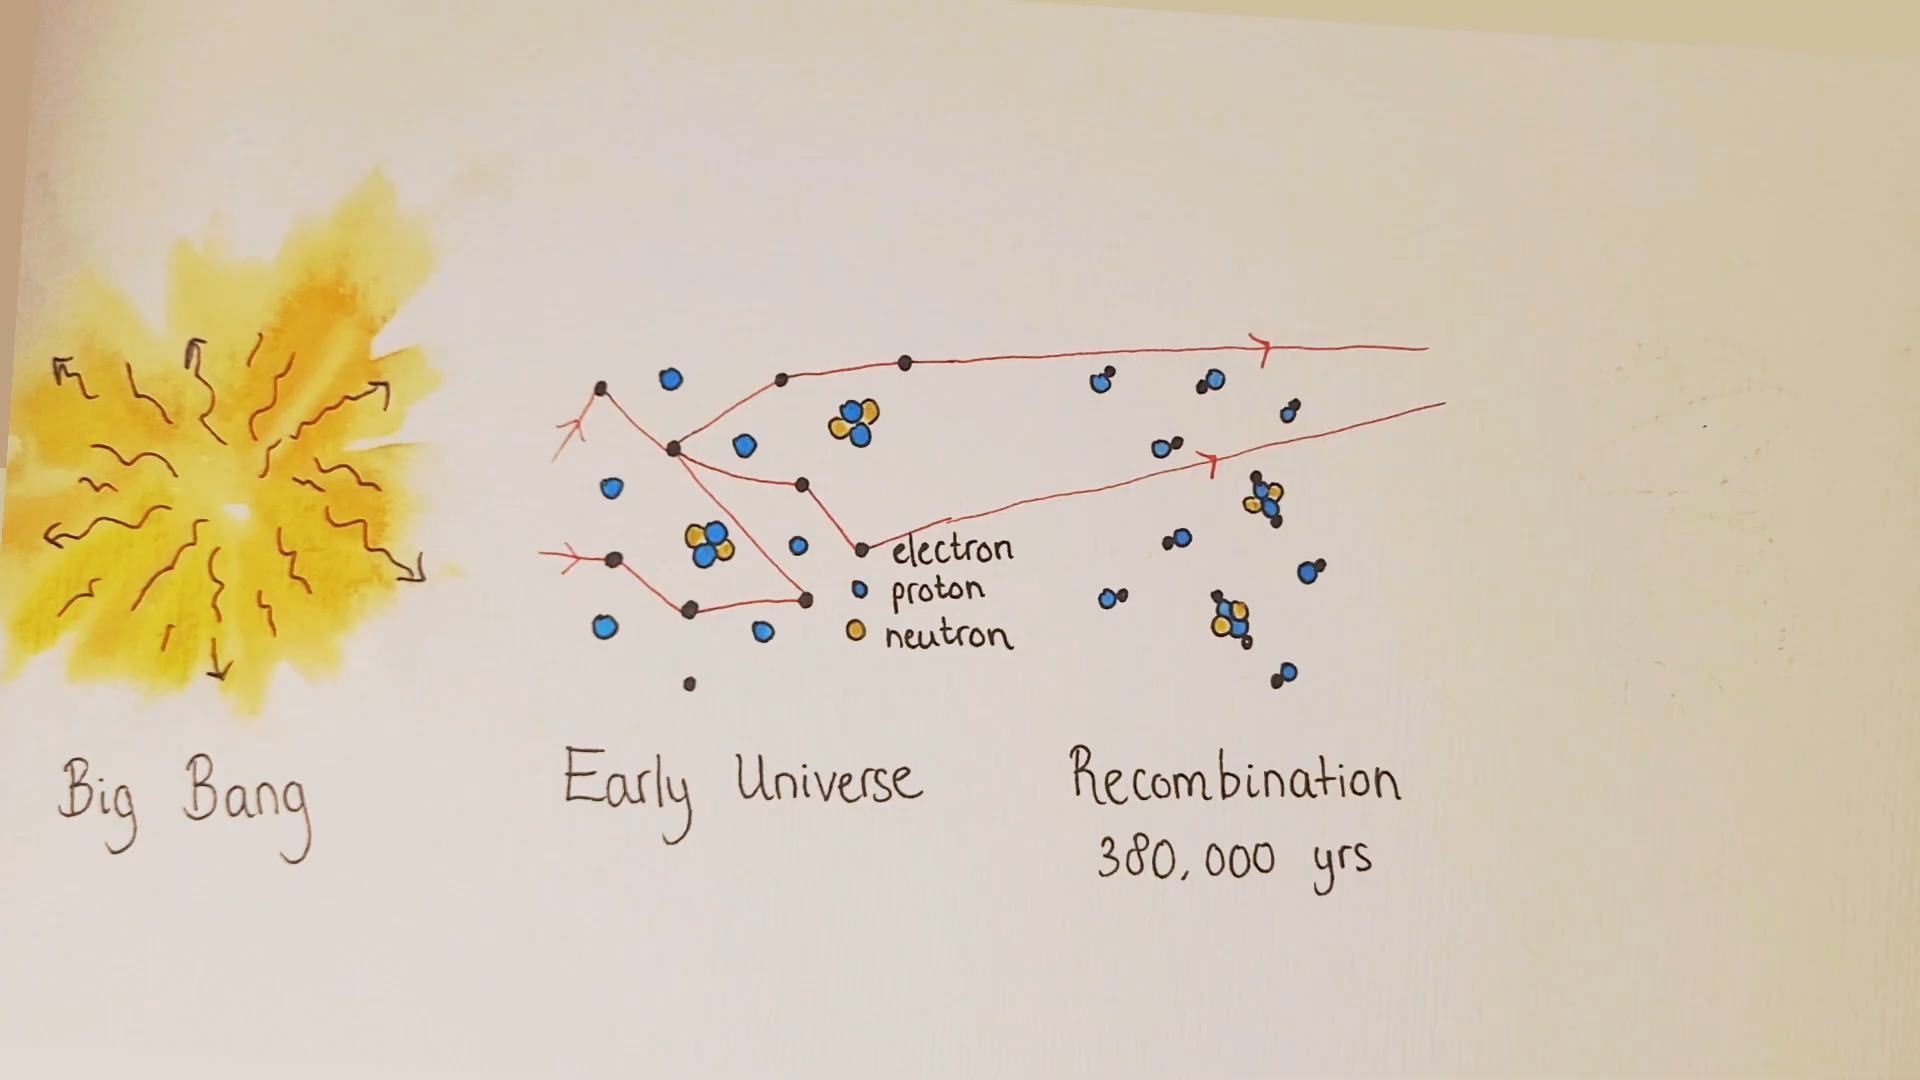 electron
proton
neutron
Big Bang
Early Universe
Recombination
380,000 yrs